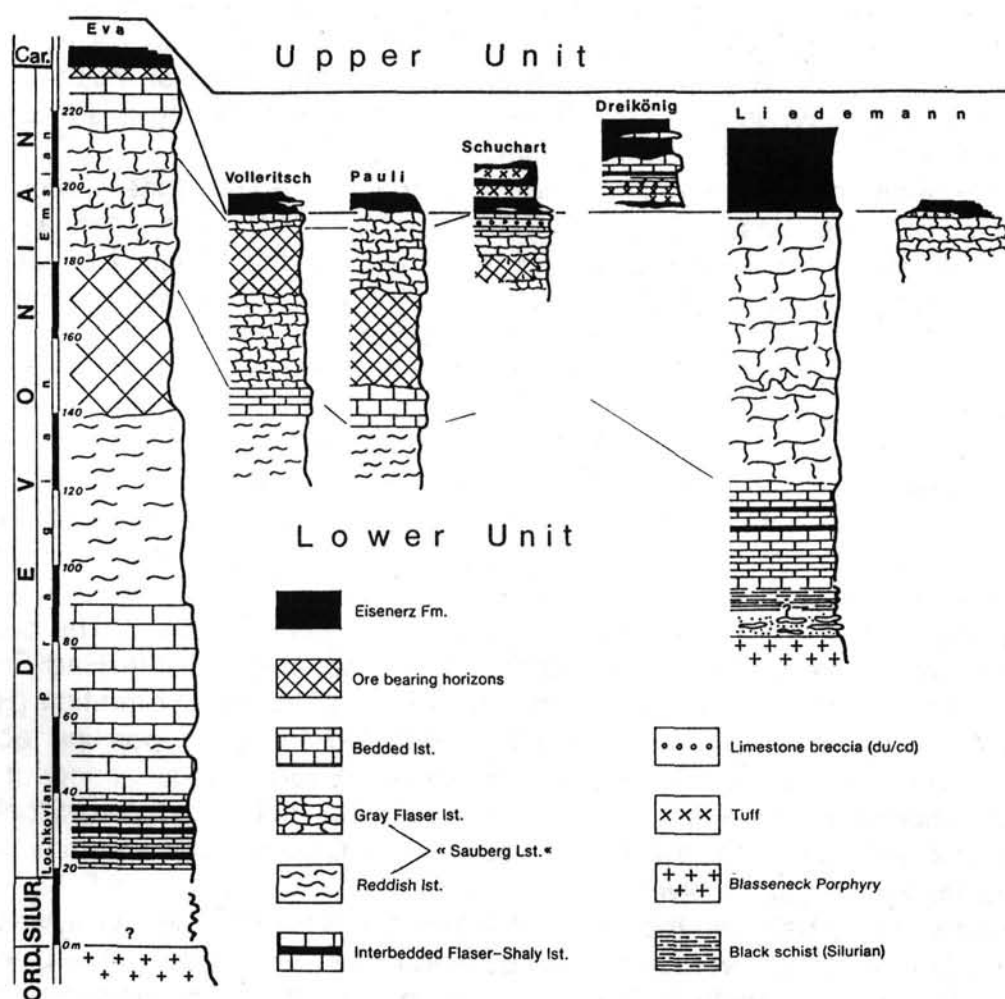 Eva
Upper Unit
Car.
Dreikönig
Liedemann
Schuchart
Volleritsch
Pauli
DEVONIAN
Emsian
Pragian
Lochkovian
SILUR.
ORD.
220
200
180
160
140
120
100
80
60
40
20
0m
?
?
Lower Unit
Eisenerz Fm.
Ore bearing horizons
Bedded lst.
Gray Flaser lst.
« Sauberg Lst. «
Reddish lst.
Interbedded Flaser-Shaly lst.
Limestone breccia (du/cd)
Tuff
Blasseneck Porphyry
Black schist (Silurian)